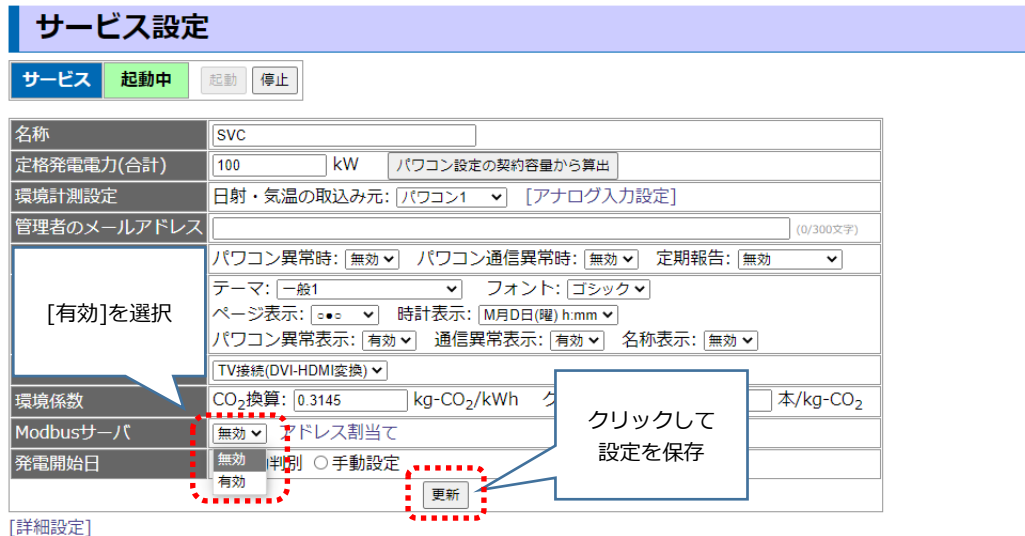 サービス設定
サービス 起動中 起動 停止
名称 SVC
定格発電電力(合計) 100 kW パワコン設定の契約容量から算出
環境計測設定 日射・気温の取込み元: パワコン1 [アナログ入力設定]
管理者のメールアドレス (0/300文字)
パワコン異常時: 無効 パワコン通信異常時: 無効 定期報告: 無効
[有効]を選択
テーマ: 一般1 フォント: ゴシック
ページ表示: ○●○ 時計表示: M月D日(曜) h:mm
パワコン異常表示: 有効 通信異常表示: 有効 名称表示: 無効
TV接続(DVI-HDMI変換)
環境係数 CO2換算: 0.3145 kg-CO2/kWh 本/kg-CO2
クリックして
設定を保存
Modbusサーバ 無効 アドレス割当て
無効
有効
発電開始日 判別 手動設定
更新
[詳細設定]